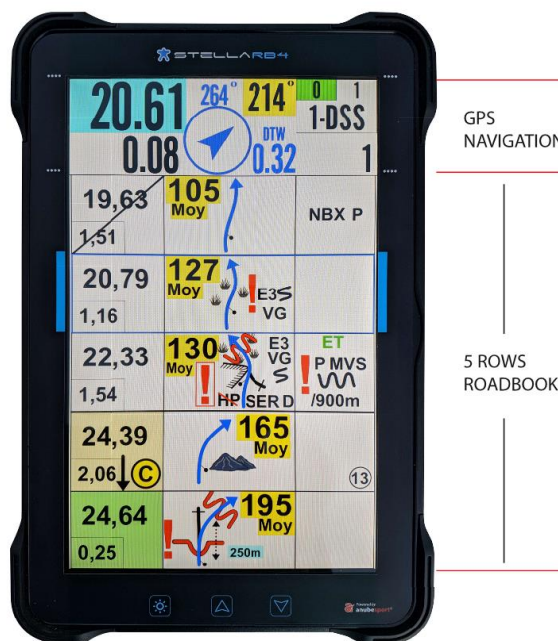 STELLARB4
20.61 264° 214° 0 1
1-DSS
0.08 DTW 0.32 1
GPS
NAVIGATION
19,63 105 Moy NBX P
1,51
20,79 127 Moy ! E3
VG
1,16
22,33 130 Moy E3 ET
VG ! P MVS
1,54 ! HP SER D /900m
5 ROWS
ROADBOOK
24,39 165 Moy
2,06 C 13
24,64 195 Moy
0,25 ! 250m
Powered by
anubesport